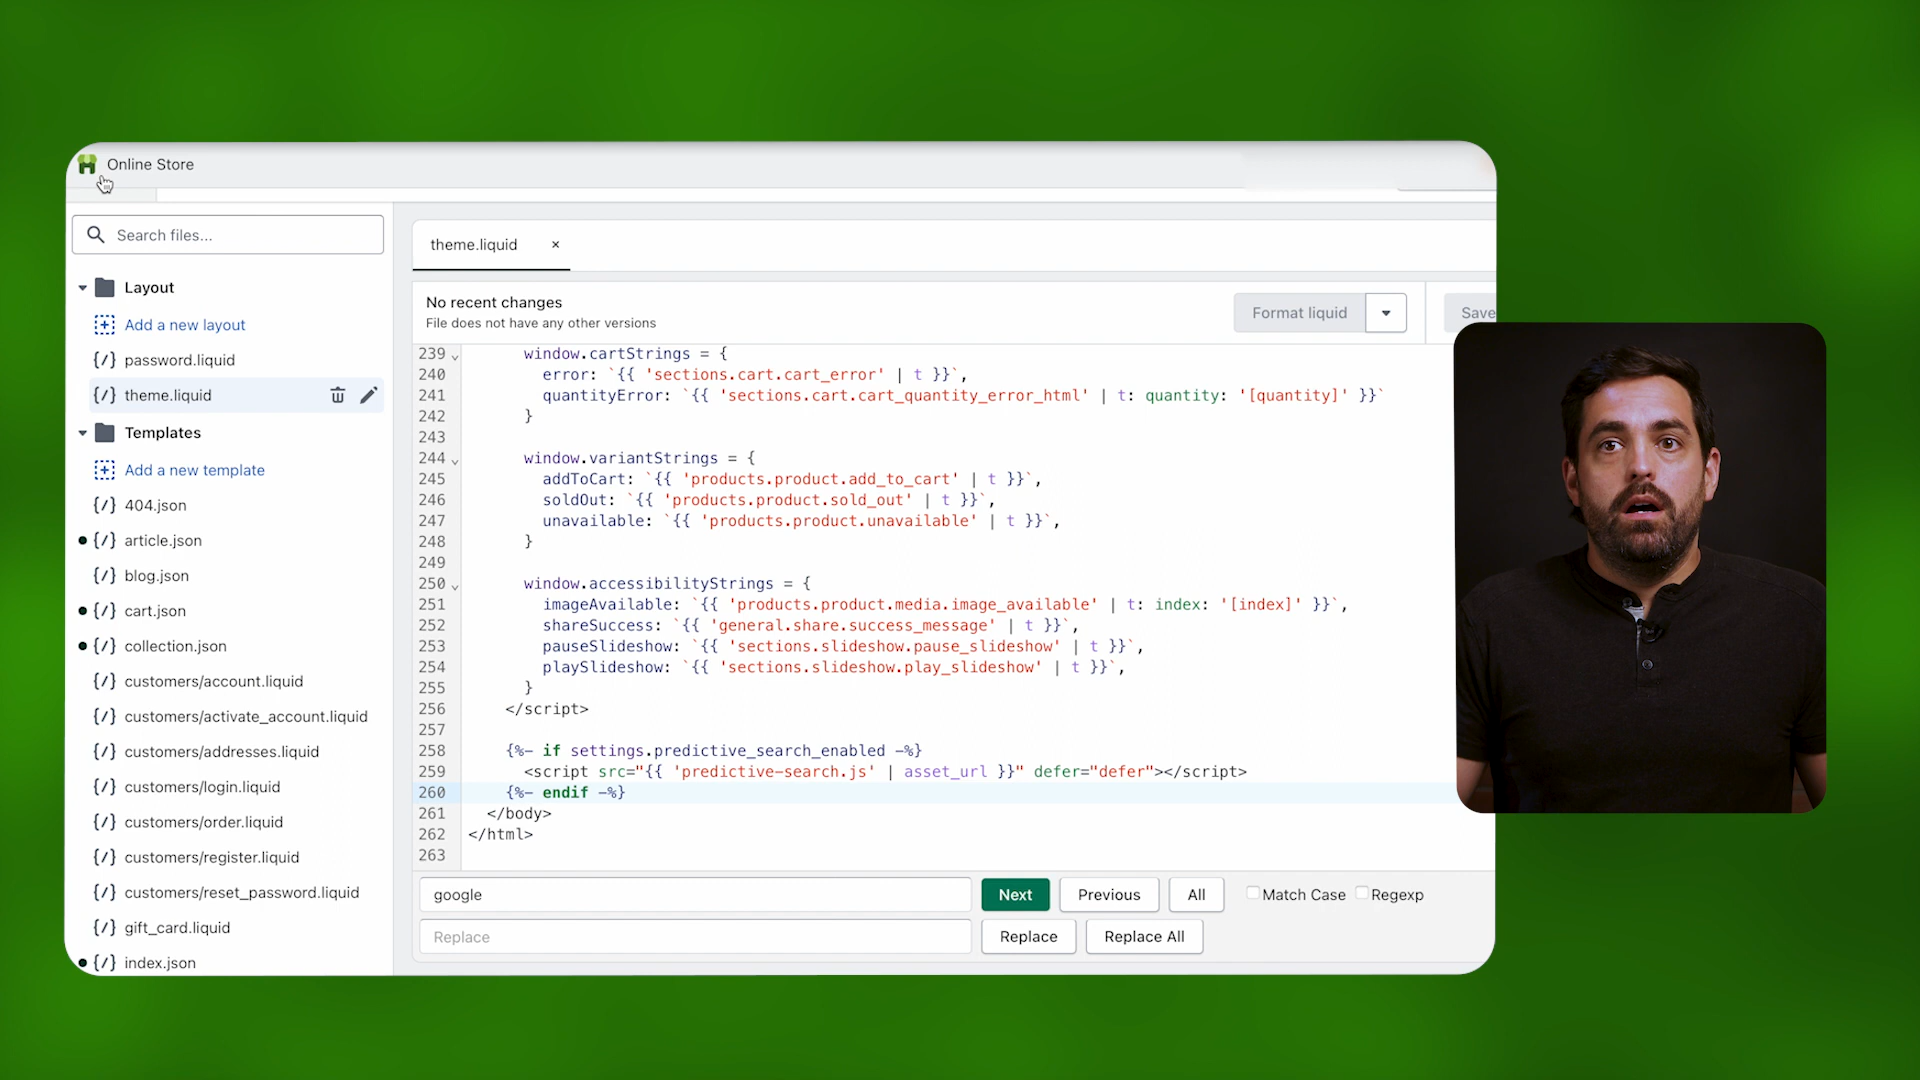 Online Store
Search files...
Layout
Add a new layout
{/} password.liquid
{/} theme.liquid
Templates
Add a new template
{/} 404.json
{/} article.json
{/} blog.json
{/} cart.json
{/} collection.json
{/} customers/account.liquid
{/} customers/activate_account.liquid
{/} customers/addresses.liquid
{/} customers/login.liquid
{/} customers/order.liquid
{/} customers/register.liquid
{/} customers/reset_password.liquid
{/} gift_card.liquid
{/} index.json
theme.liquid ×
No recent changes
File does not have any other versions
Format liquid
Save
239 window.cartStrings = {
240 error: `{{ 'sections.cart.cart_error' | t }}`,
241 quantityError: `{{ 'sections.cart.cart_quantity_error_html' | t: quantity: '[quantity]' }}`
242 }
243
244 window.variantStrings = {
245 addToCart: `{{ 'products.product.add_to_cart' | t }}`,
246 soldOut: `{{ 'products.product.sold_out' | t }}`,
247 unavailable: `{{ 'products.product.unavailable' | t }}`,
248 }
249
250 window.accessibilityStrings = {
251 imageAvailable: `{{ 'products.product.media.image_available' | t: index: '[index]' }}`,
252 shareSuccess: `{{ 'general.share.success_message' | t }}`,
253 pauseSlideshow: `{{ 'sections.slideshow.pause_slideshow' | t }}`,
254 playSlideshow: `{{ 'sections.slideshow.play_slideshow' | t }}`,
255 }
256 </script>
257
258 {%- if settings.predictive_search_enabled -%}
259 <script src="{{ 'predictive-search.js' | asset_url }}" defer="defer"></script>
260 {%- endif -%}
261 </body>
262 </html>
263
google Next Previous All Match Case Regexp
Replace Replace Replace All